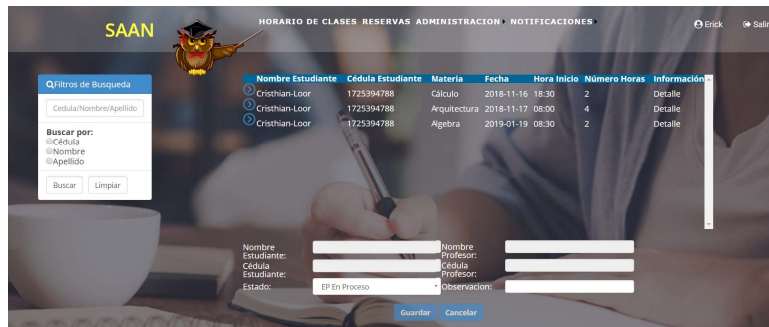 SAAN
HORARIO DE CLASES RESERVAS ADMINISTRACION NOTIFICACIONES
Erick
Salir
Filtros de Busqueda
Cedula/Nombre/Apellido
Buscar por:
Cédula
Nombre
Apellido
Buscar Limpiar
Nombre Estudiante Cédula Estudiante Materia Fecha Hora Inicio Número Horas Información
Cristhian-Loor 1725394788 Cálculo 2018-11-16 18:30 2 Detalle
Cristhian-Loor 1725394788 Arquitectura 2018-11-17 08:00 4 Detalle
Cristhian-Loor 1725394788 Algebra 2019-01-19 08:30 2 Detalle
Nombre Estudiante:
Nombre Profesor:
Cédula Estudiante:
Cédula Profesor:
Estado: EP En Proceso
Observacion:
Guardar Cancelar